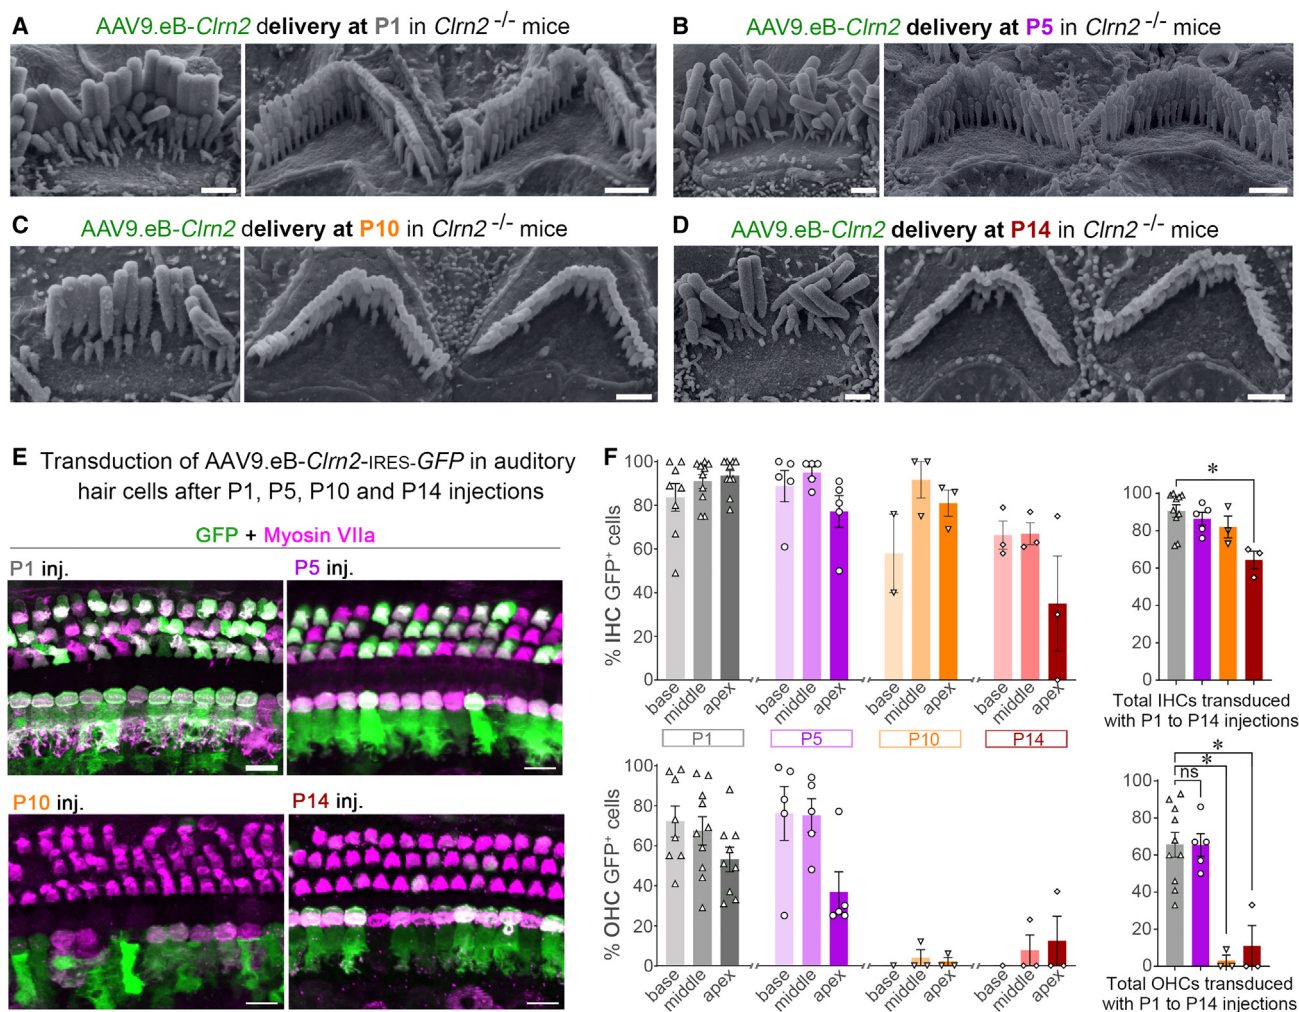 A AAV9.eB-Clrn2 delivery at P1 in Clrn2 -/- mice
B AAV9.eB-Clrn2 delivery at P5 in Clrn2 -/- mice
C AAV9.eB-Clrn2 delivery at P10 in Clrn2 -/- mice
D AAV9.eB-Clrn2 delivery at P14 in Clrn2 -/- mice
E Transduction of AAV9.eB-Clrn2-IRES-GFP in auditory
hair cells after P1, P5, P10 and P14 injections
GFP + Myosin VIIa
P1 inj.
P5 inj.
P10 inj.
P14 inj.
F
% IHC GFP+ cells
100
80
60
40
20
0
base middle apex
base middle apex
base middle apex
base middle apex
P1
P5
P10
P14
*
100
80
60
40
20
0
Total IHCs transduced
with P1 to P14 injections
% OHC GFP+ cells
100
80
60
40
20
0
base middle apex
base middle apex
base middle apex
base middle apex
*
*
ns
100
80
60
40
20
0
Total OHCs transduced
with P1 to P14 injections